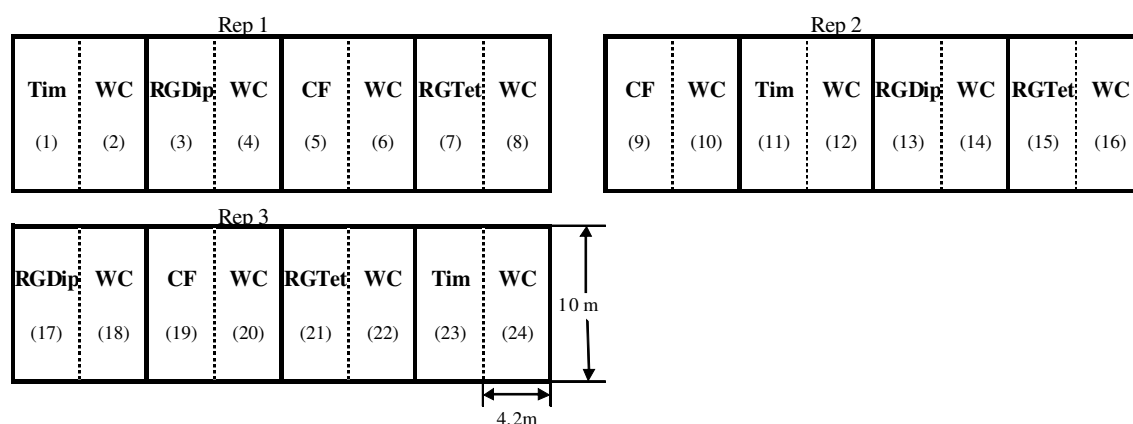 Rep 1
Tim WC RGDip WC CF WC RGTet WC
(1) (2) (3) (4) (5) (6) (7) (8)
Rep 2
CF WC Tim WC RGDip WC RGTet WC
(9) (10) (11) (12) (13) (14) (15) (16)
Rep 3
RGDip WC CF WC RGTet WC Tim WC
(17) (18) (19) (20) (21) (22) (23) (24)
10 m
4.2m